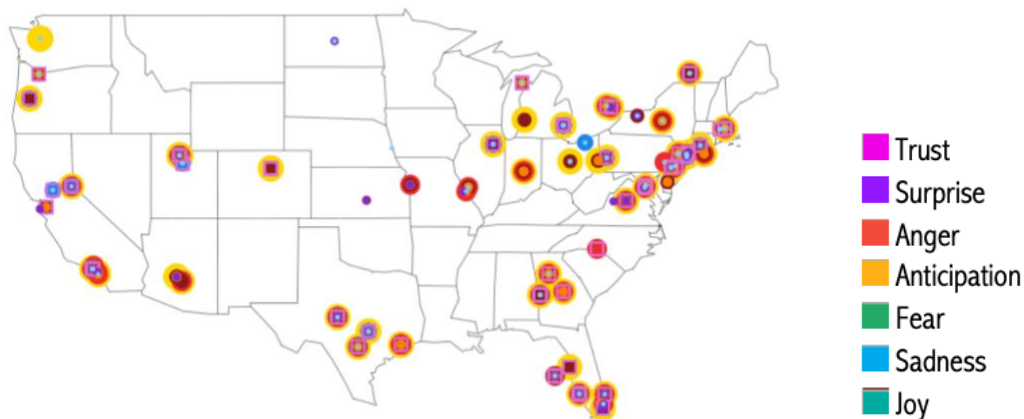 Trust
Surprise
Anger
Anticipation
Fear
Sadness
Joy